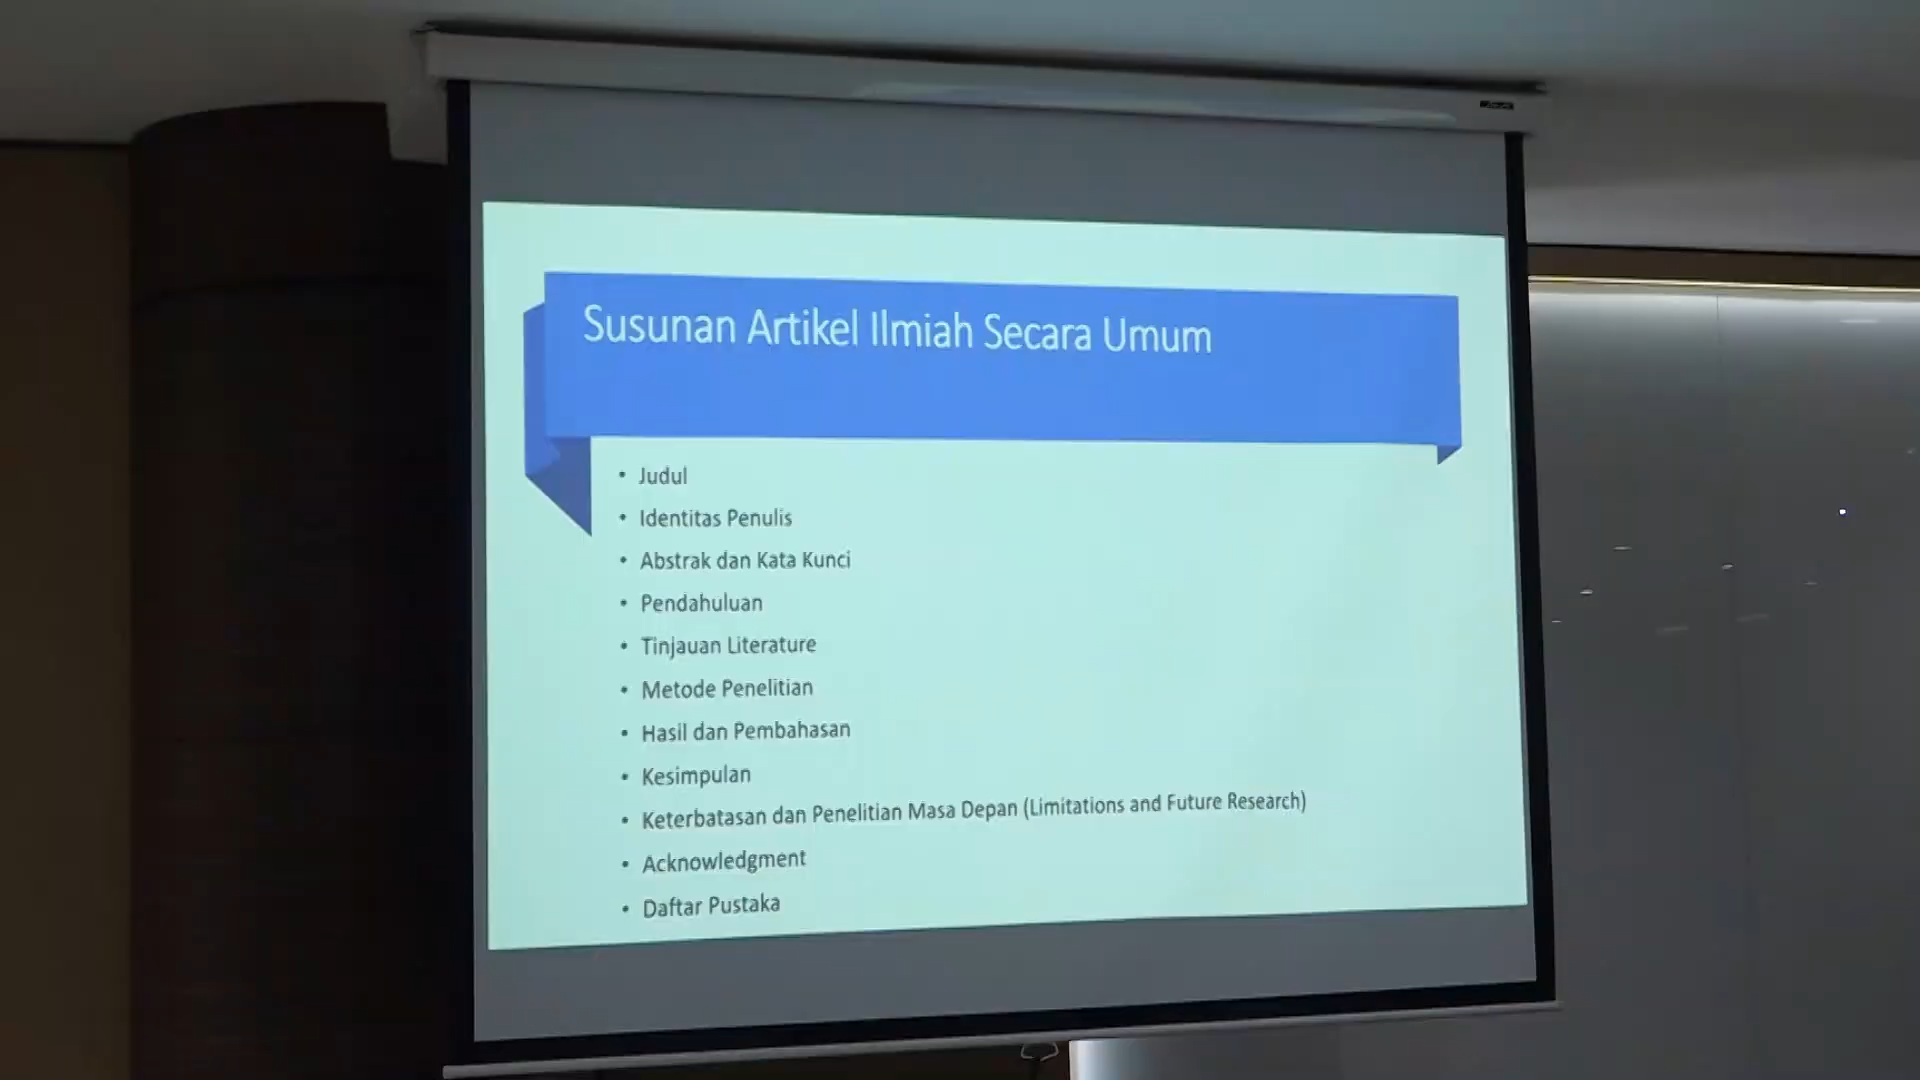 Susunan Artikel Ilmiah Secara Umum
• Judul
• Identitas Penulis
• Abstrak dan Kata Kunci
• Pendahuluan
• Tinjauan Literature
• Metode Penelitian
• Hasil dan Pembahasan
• Kesimpulan
• Keterbatasan dan Penelitian Masa Depan (Limitations and Future Research)
• Acknowledgment
• Daftar Pustaka